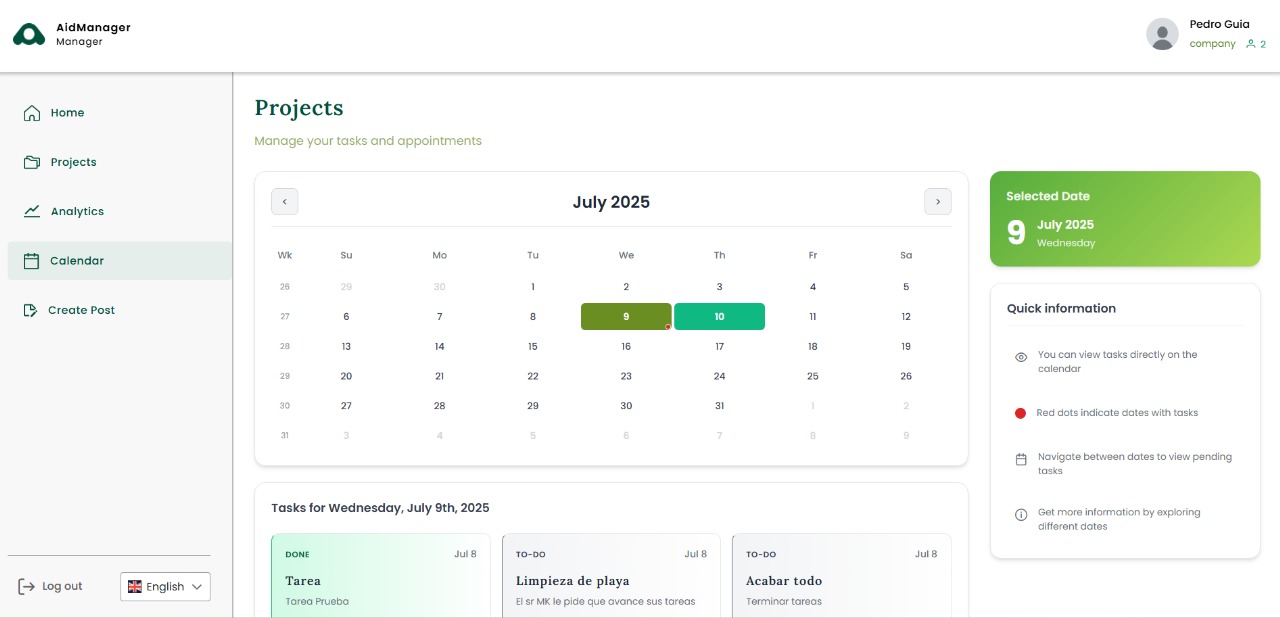 AidManager
Manager
Pedro Guia
company 2
Home
Projects
Analytics
Calendar
Create Post
Log out
English
Projects
Manage your tasks and appointments
‹ July 2025 ›
Wk Su Mo Tu We Th Fr Sa
26 29 30 1 2 3 4 5
27 6 7 8 9 10 11 12
28 13 14 15 16 17 18 19
29 20 21 22 23 24 25 26
30 27 28 29 30 31 1 2
31 3 4 5 6 7 8 9
Selected Date
9 July 2025
Wednesday
Quick information
You can view tasks directly on the
calendar
Red dots indicate dates with tasks
Navigate between dates to view pending
tasks
Get more information by exploring
different dates
Tasks for Wednesday, July 9th, 2025
DONE Jul 8
Tarea
Tarea Prueba
TO-DO Jul 8
Limpieza de playa
El sr MK le pide que avance sus tareas
TO-DO Jul 8
Acabar todo
Terminar tareas